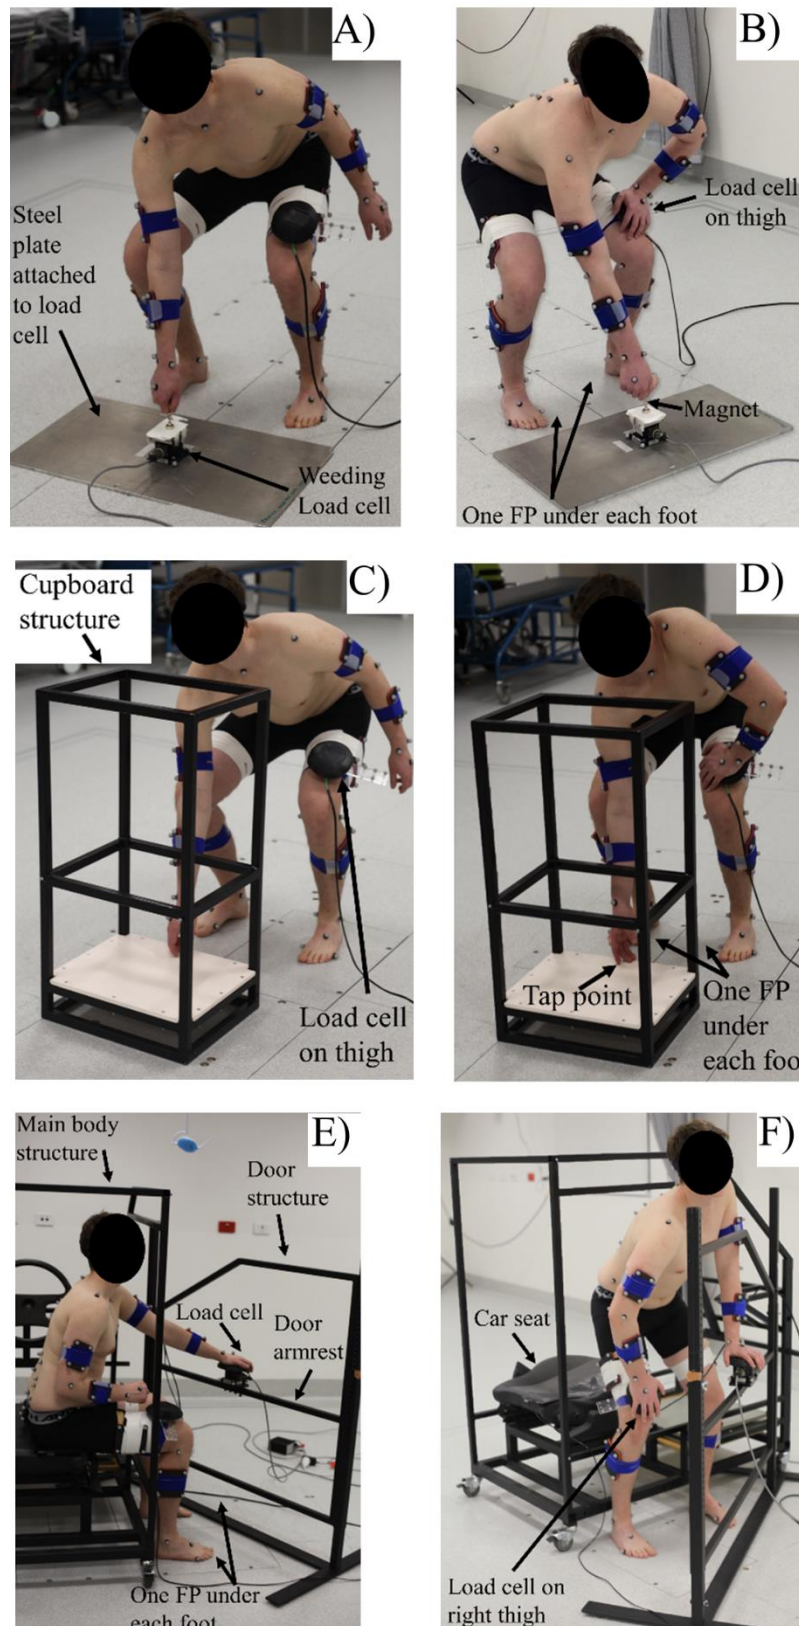 A)
Steel
plate
attached
to load
cell
Weeding
Load cell
B)
Load cell
on thigh
Magnet
One FP under each foot
Cupboard
structure
C)
Load cell
on thigh
D)
Tap point
One FP
under
each foo
Main body
structure
E)
Door
structure
Load cell
Door
armrest
One FP under
each foot
F)
Car seat
Load cell on
right thigh